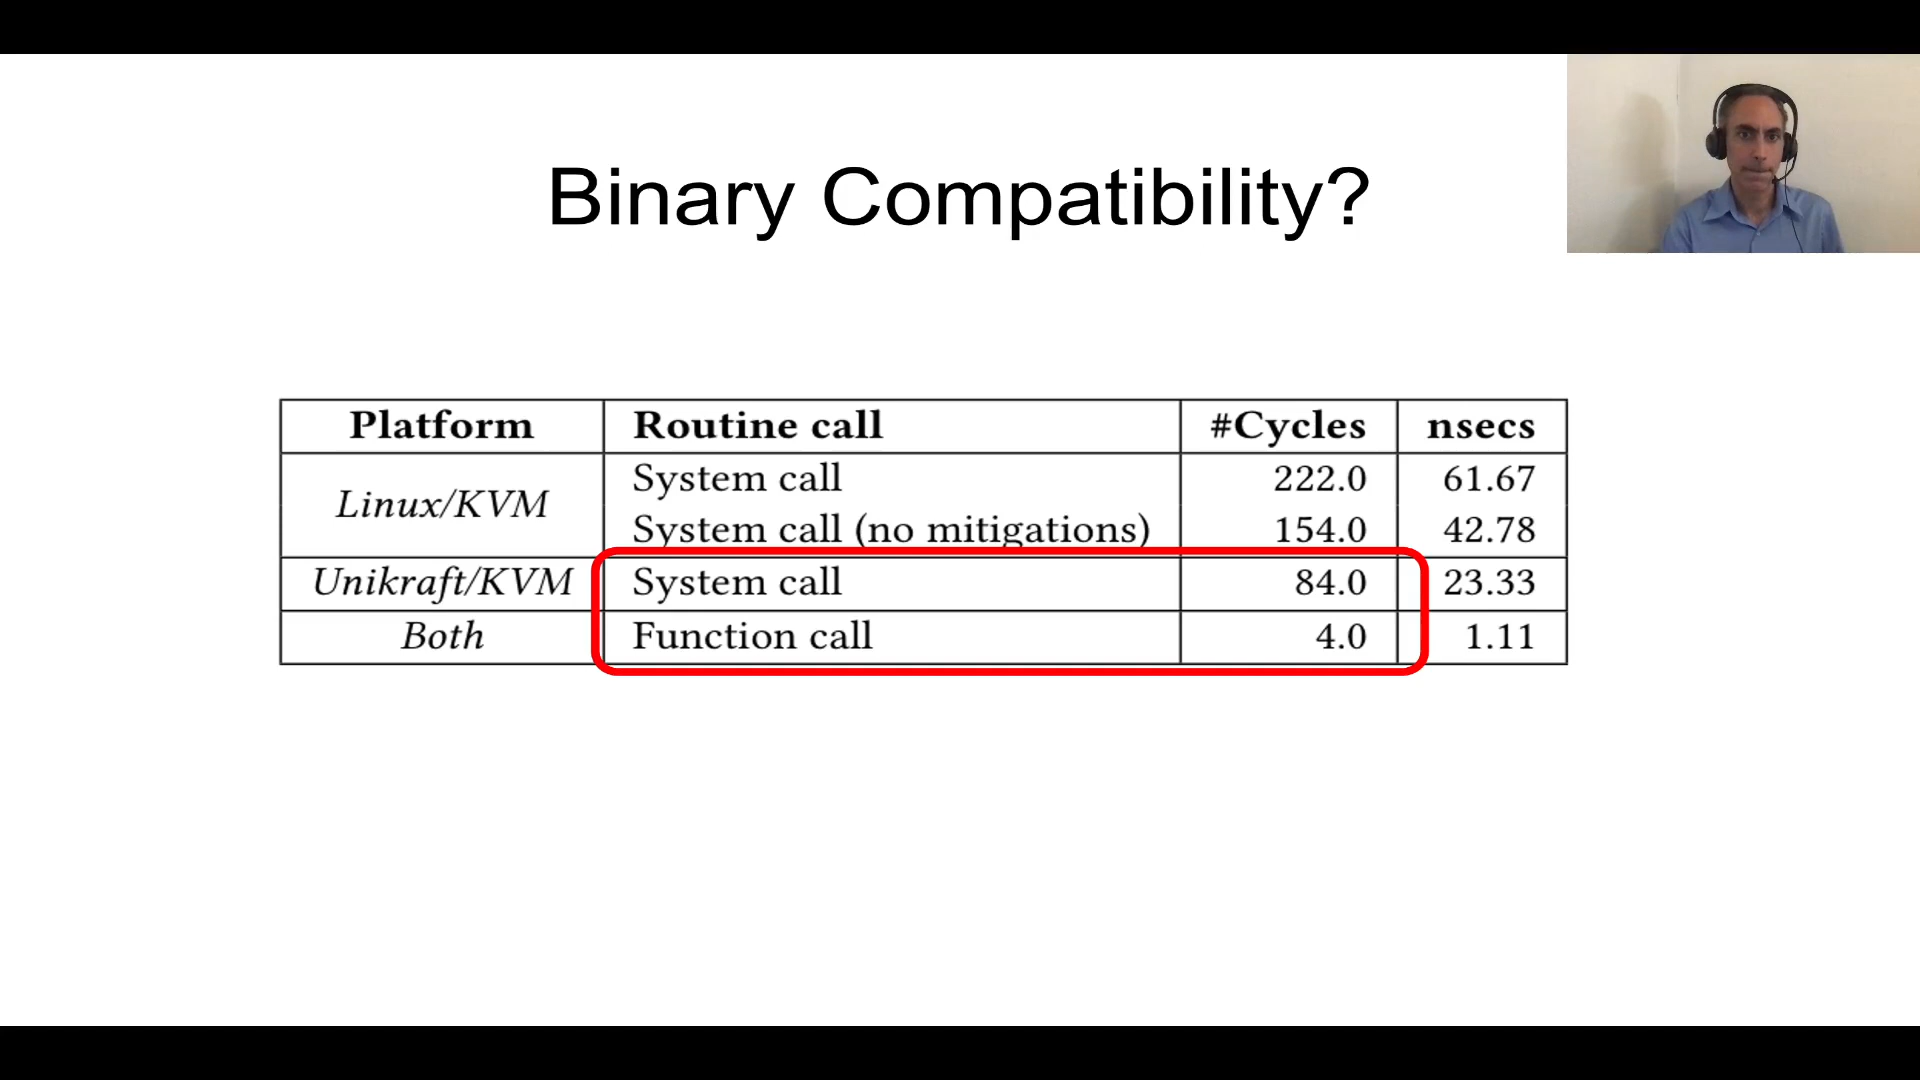 Binary Compatibility?
Platform Routine call #Cycles nsecs
Linux/KVM System call 222.0 61.67
System call (no mitigations) 154.0 42.78
Unikraft/KVM System call 84.0 23.33
Both Function call 4.0 1.11